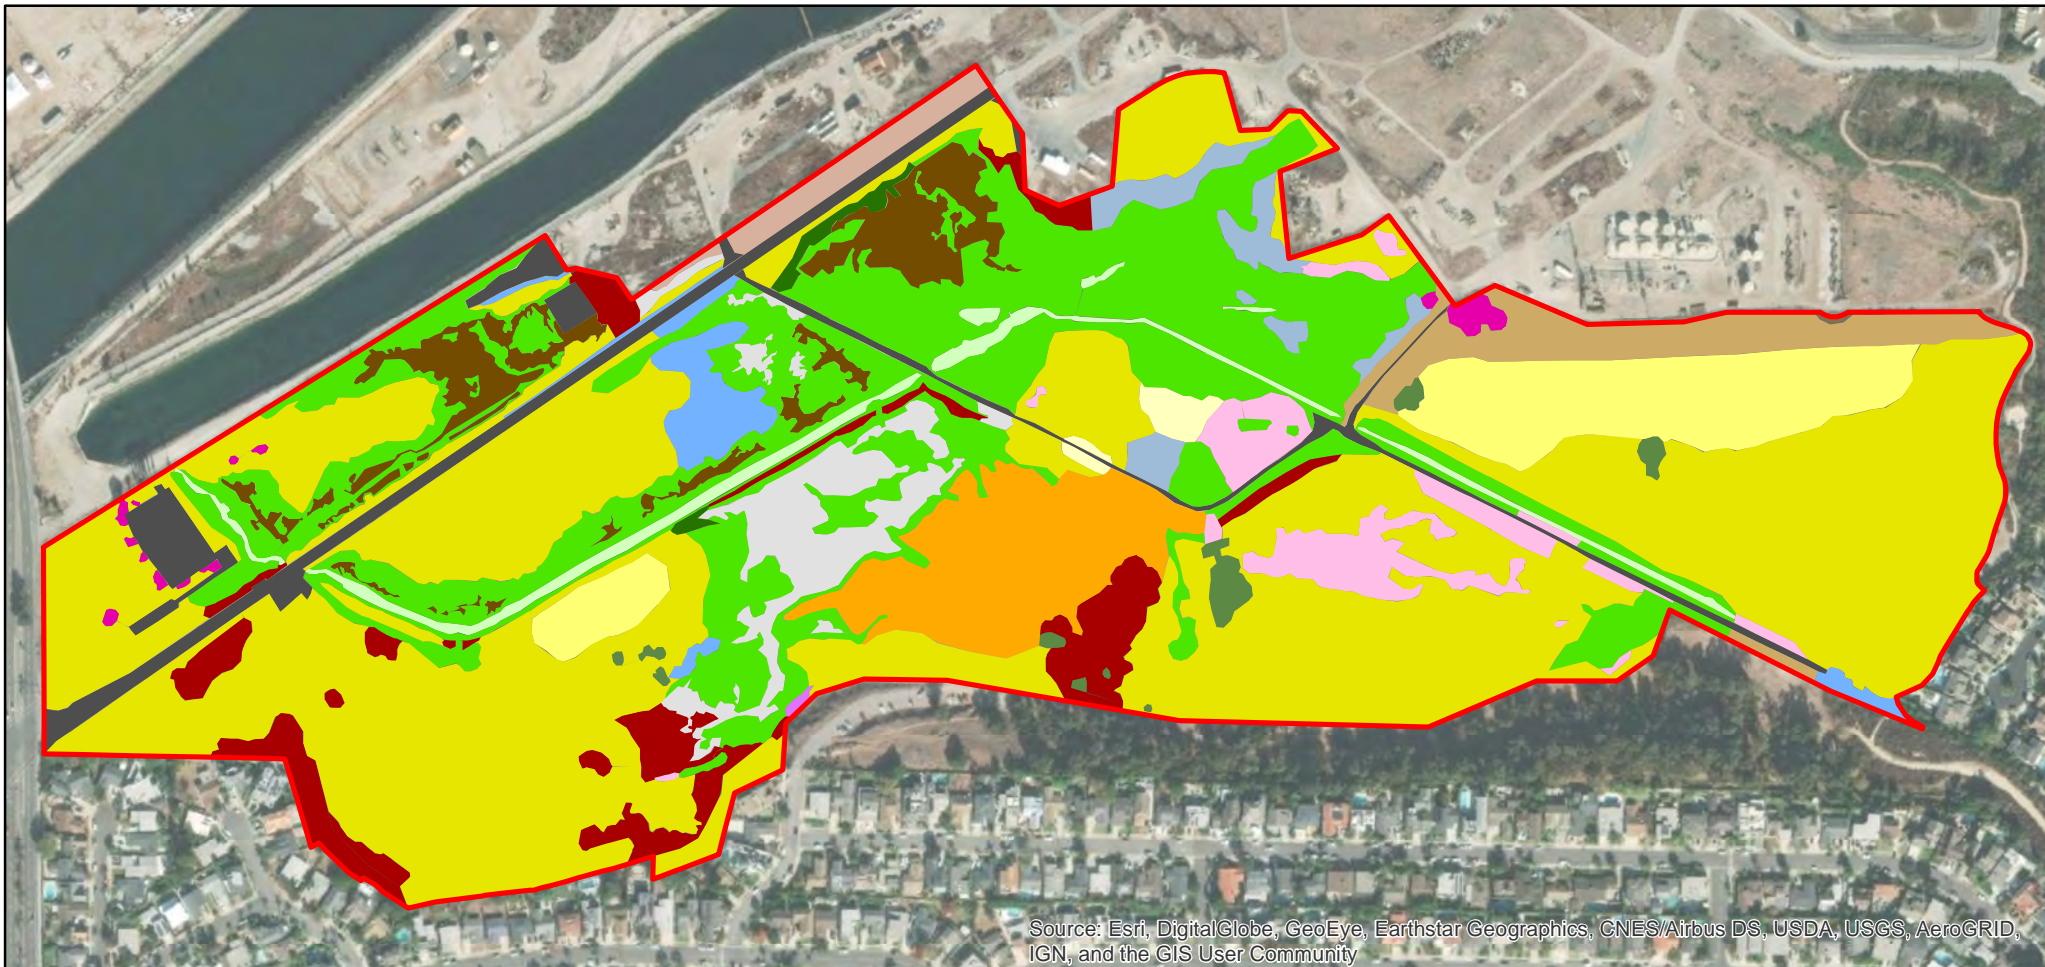 Source: Esri, DigitalGlobe, GeoEye, Earthstar Geographics, CNES/Airbus DS, USDA, USGS, AeroGRID,
IGN, and the GIS User Community